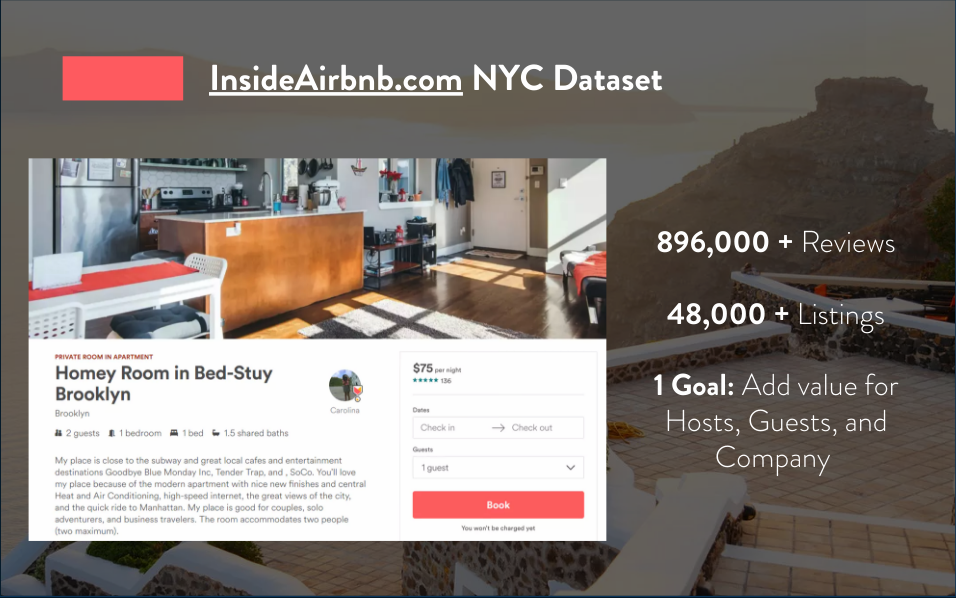 InsideAirbnb.com NYC Dataset
896,000 + Reviews
48,000 + Listings
1 Goal: Add value for
Hosts, Guests, and
Company
PRIVATE ROOM IN APARTMENT
Homey Room in Bed-Stuy
Brooklyn
Brooklyn
Carolina
2 guests 1 bedroom 1 bed 1.5 shared baths
My place is close to the subway and great local cafes and entertainment
destinations Goodbye Blue Monday Inc, Tender Trap, and , SoCo. You'll love
my place because of the modern apartment with nice new finishes and central
Heat and Air Conditioning, high-speed internet, the great views of the city,
and the quick ride to Manhattan. My place is good for couples, solo
adventurers, and business travelers. The room accommodates two people
(two maximum).
$75 per night
136
Dates
Check in → Check out
Guests
1 guest
Book
You won't be charged yet